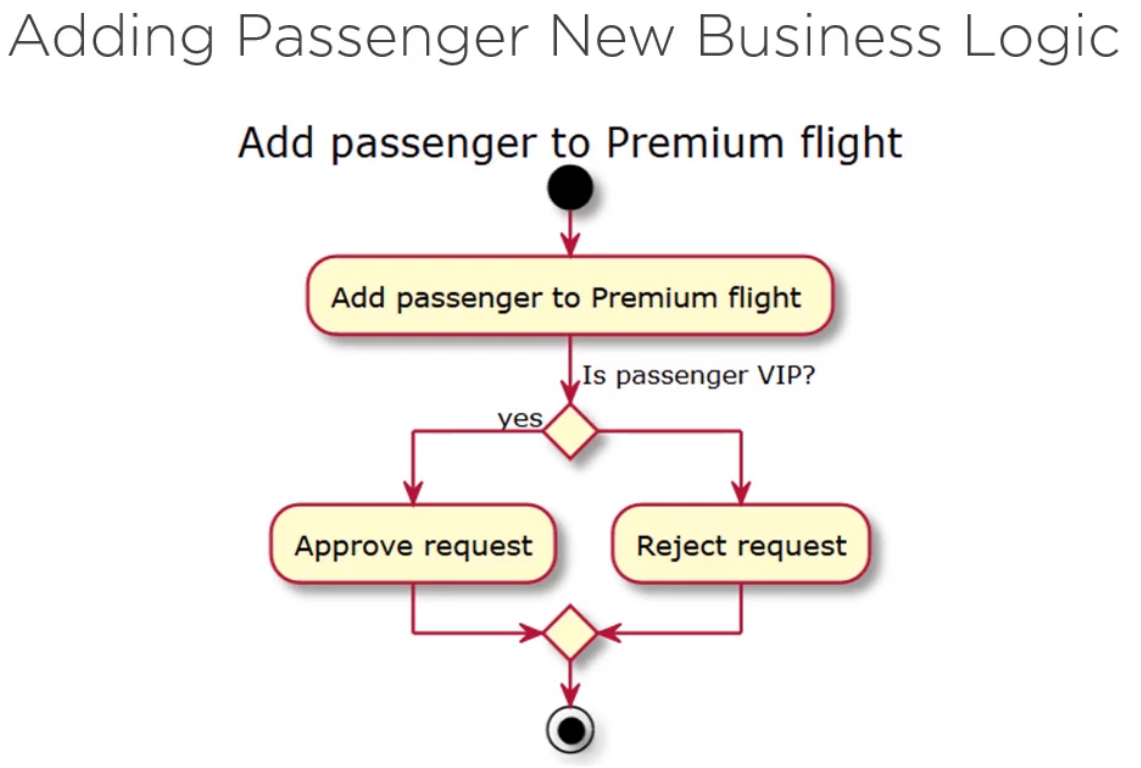 Adding Passenger New Business Logic
Add passenger to Premium flight
Add passenger to Premium flight
Is passenger VIP?
yes
Approve request
Reject request